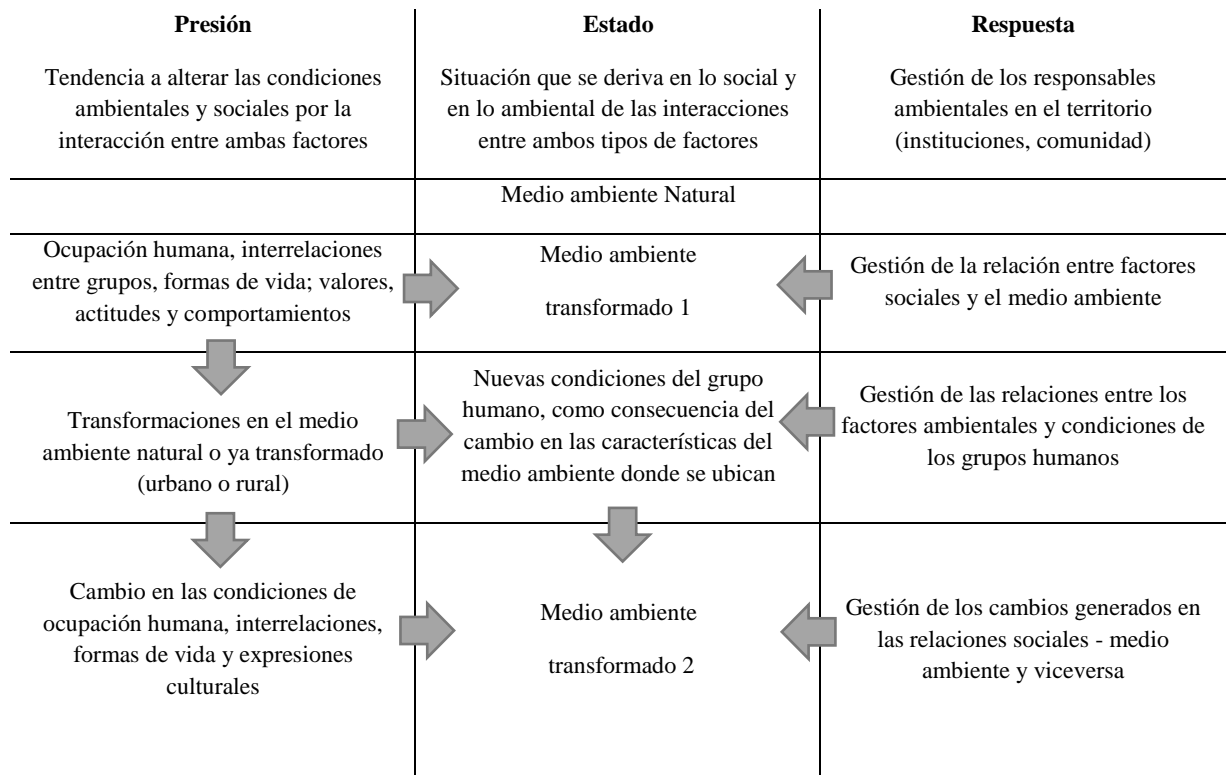 Presión
Tendencia a alterar las condiciones
ambientales y sociales por la
interacción entre ambas factores
Estado
Situación que se deriva en lo social y
en lo ambiental de las interacciones
entre ambos tipos de factores
Respuesta
Gestión de los responsables
ambientales en el territorio
(instituciones, comunidad)
Medio ambiente Natural
Ocupación humana, interrelaciones
entre grupos, formas de vida; valores,
actitudes y comportamientos
Medio ambiente
transformado 1
Gestión de la relación entre factores
sociales y el medio ambiente
Transformaciones en el medio
ambiente natural o ya transformado
(urbano o rural)
Nuevas condiciones del grupo
humano, como consecuencia del
cambio en las características del
medio ambiente donde se ubican
Gestión de las relaciones entre los
factores ambientales y condiciones de
los grupos humanos
Cambio en las condiciones de
ocupación humana, interrelaciones,
formas de vida y expresiones
culturales
Medio ambiente
transformado 2
Gestión de los cambios generados en
las relaciones sociales - medio
ambiente y viceversa